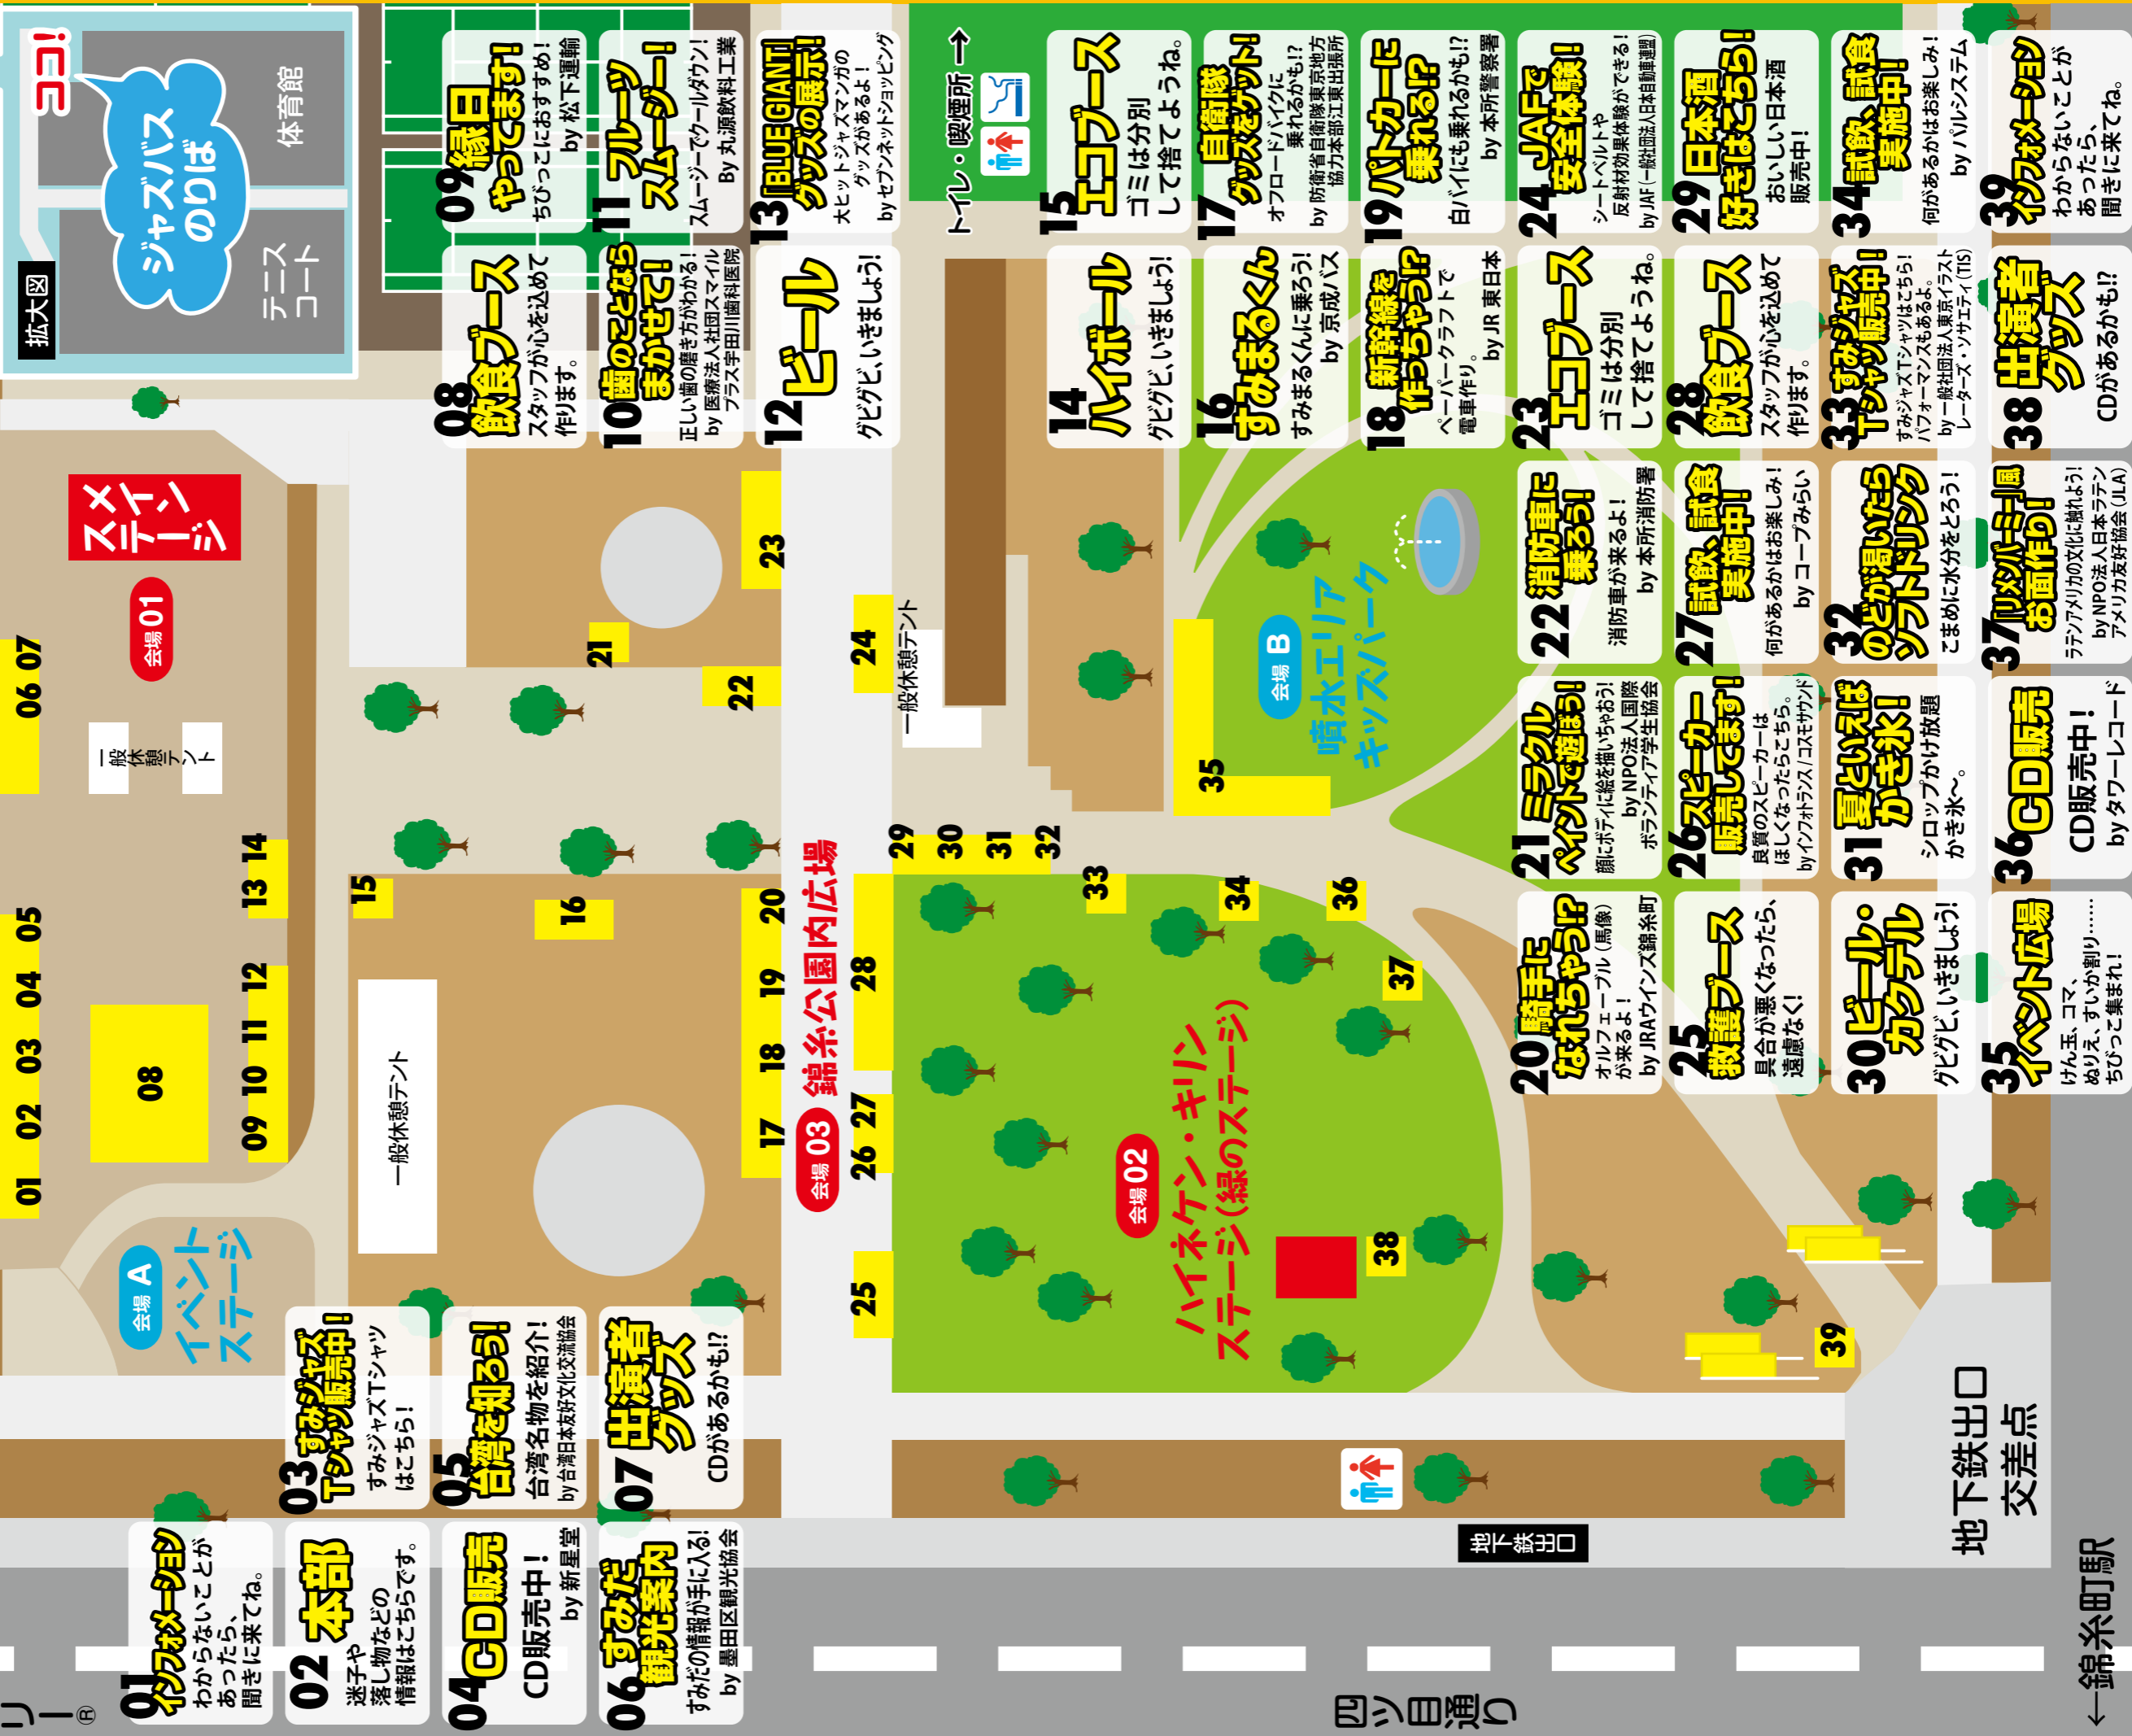 リー®
拡大図
ココ!
ジャズバス
のりば
テニス
コート
体育館
01
インフォメーション
わからないことが
あったら、
聞きに来てね。
02 本部
迷子や
落し物などの
情報はこちらです。
03 すみジャズ
Tシャツ販売中!
すみジャズTシャツ
はこちら!
04 CD販売
CD販売中!
by 新星堂
05
台湾を知ろう!
台湾名物を紹介!
by 台湾日本友好文化交流協会
06 すみだ
観光案内
すみだの情報が手に入る!
by 墨田区観光協会
07 出演者
グッズ
CDがあるかも!?
08
飲食ブース
スタッフが心を込めて
作ります。
09 縁日
やってます!
ちびっこにおすすめ!
by 松下運輸
10 歯のことなら
まかせて!
正しい歯の磨き方がわかる!
by 医療法人社団スマイル
プラス宇田川歯科医院
11 フルーツ
スムージー!
スムージーでクールダウン!
By 丸源飲料工業
12 ビール
グビグビ、いきましょう!
13 「BLUE GIANT」
グッズの展示!
大ヒットジャズマンガの
グッズがあるよ!
by セブンネットショッピング
トイレ・喫煙所 →
14
ハイボール
グビグビ、いきましょう!
15
エコブース
ゴミは分別
して捨てようね。
16
すみまるくん
すみまるくんに乗ろう!
by 京成バス
17 自衛隊
グッズをゲット!
オフロードバイクに
乗れるかも!?
by 防衛省自衛隊東京地方
協力本部江東出張所
18 新幹線を
作っちゃう!?
ペーパークラフトで
電車作り。
by JR 東日本
19 パトカーに
乗れる!?
白バイにも乗れるかも!?
by 本所警察署
20 騎手に
なれちゃう!?
オルフェーブル(馬像)
が来るよ!
by JRAウインズ錦糸町
21 ミラクル
ペイントで遊ぼう!
顔にボディに絵を描いちゃおう!
by NPO法人国際
ボランティア学生協会
22 消防車に
乗ろう!
消防車が来るよ!
by 本所消防署
23
エコブース
ゴミは分別
して捨てようね。
24 JAFで
安全体験!
シートベルトや
反射材効果体験ができる!
by JAF(一般社団法人日本自動車連盟)
25
救護ブース
具合が悪くなったら、
遠慮なく!
26 スピーカー
販売してます!
良質のスピーカーは
ほしくなったらこちら。
by インフォトランス/コスモサウンド
27 試飲、試食
実施中!
何があるかはお楽しみ!
by コープみらい
28
飲食ブース
スタッフが心を込めて
作ります。
29 日本酒
好きはこちら!
おいしい日本酒
販売中!
30 ビール・
カクテル
グビグビ、いきましょう!
31 夏といえば
かき氷!
シロップかけ放題
かき氷〜。
32
のどが渇いたら
ソフトドリンク
こまめに水分をとろう!
33 すみジャズ
Tシャツ販売中!
すみジャズTシャツはこちら!
パフォーマンスもあるよ。
by 一般社団法人東京イラスト
レーターズ・ソサエティ(TIS)
34 試飲、試食
実施中!
何があるかはお楽しみ!
by パルシステム
35
イベント広場
けん玉、コマ、
ぬりえ、すいか割り……
ちびっこ集まれ!
36 CD販売
CD販売中!
by タワーレコード
37 「リメンバー・ミー」風
お面作り!
ラテンアメリカの文化に触れよう!
by NPO法人日本ラテン
アメリカ友好協会(JLA)
38 出演者
グッズ
CDがあるかも!?
39
インフォメーション
わからないことが
あったら、
聞きに来てね。
メイン
ステージ
会場 01
01 02 03 04 05
06 07
一般休憩テント
08
09 10 11 12
13 14
会場 A
イベント
ステージ
15
16
一般休憩テント
17 18 19 20
21
22
23
会場 03 錦糸公園内広場
24
25
26 27
28
一般休憩テント
29
30
31
32
33
34
35
36
37
38
39
会場 B
噴水エリア
キッズパーク
会場 02
ハイネケン・キリン
ステージ(緑のステージ)
地下鉄出口
地下鉄出口
交差点
四ツ目通り
←錦糸町駅